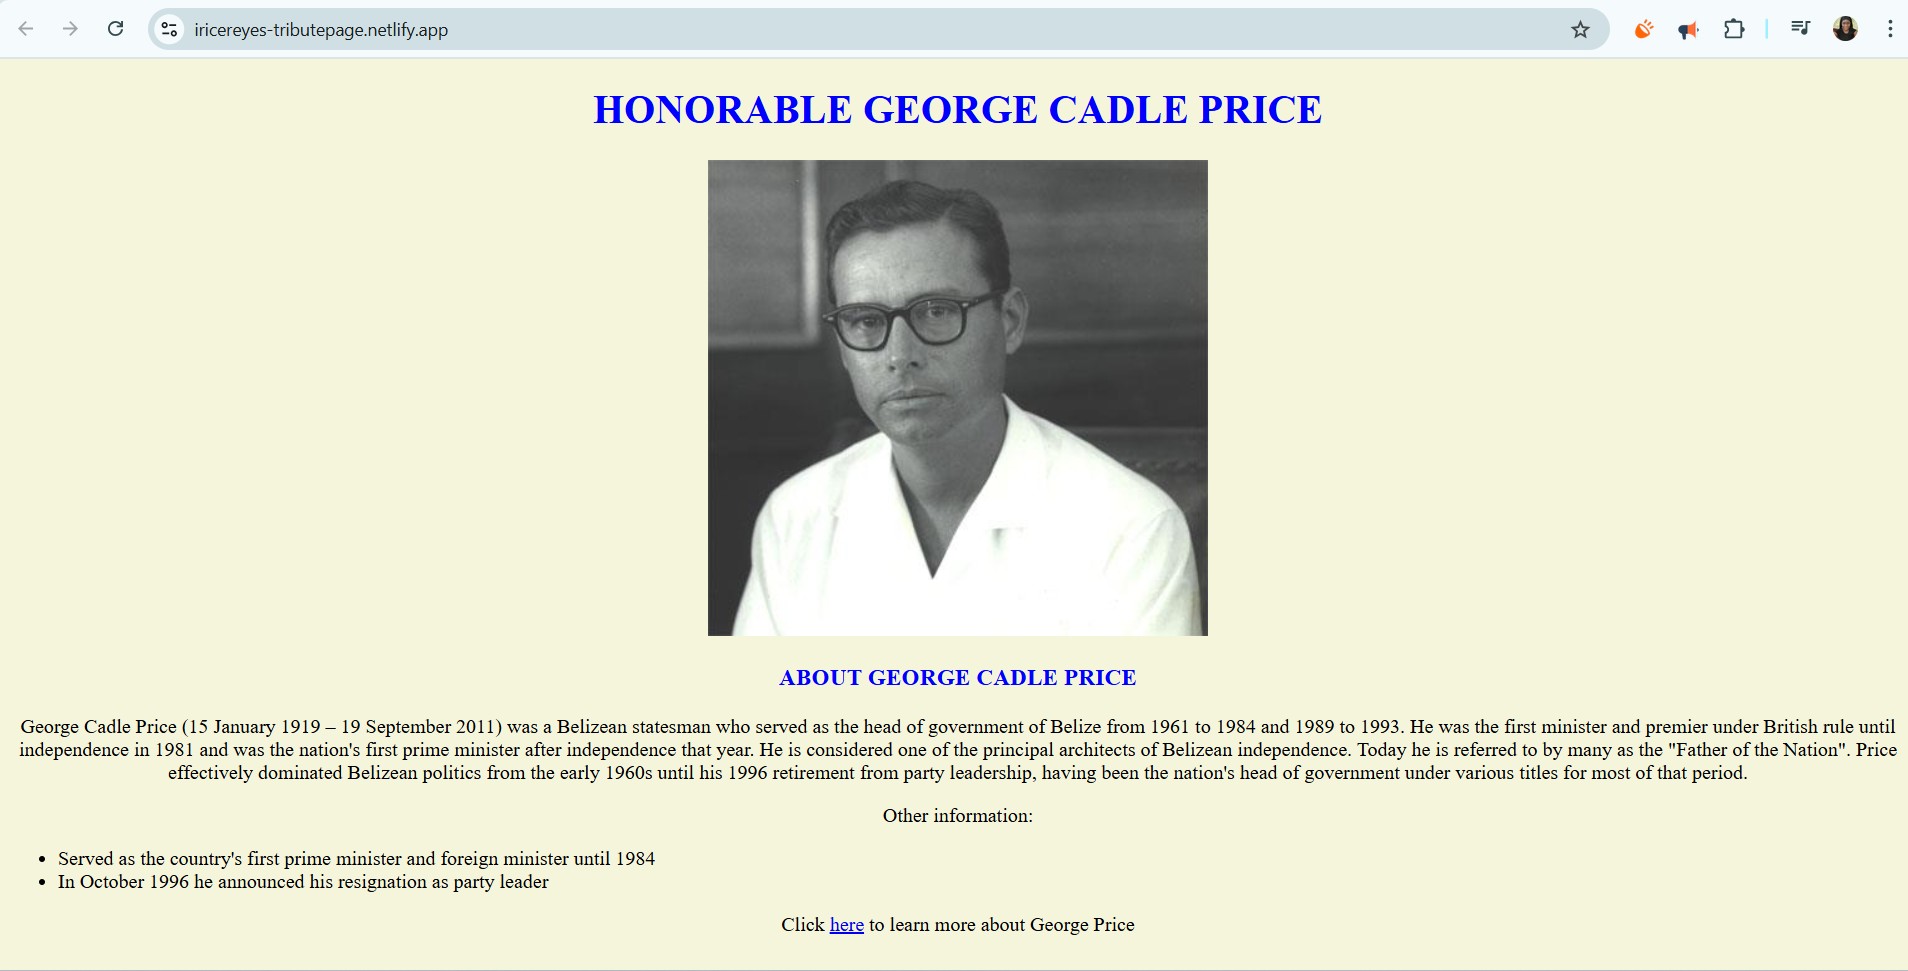 iricereyes-tributepage.netlify.app
HONORABLE GEORGE CADLE PRICE
ABOUT GEORGE CADLE PRICE
George Cadle Price (15 January 1919 – 19 September 2011) was a Belizean statesman who served as the head of government of Belize from 1961 to 1984 and 1989 to 1993. He was the first minister and premier under British rule until
independence in 1981 and was the nation's first prime minister after independence that year. He is considered one of the principal architects of Belizean independence. Today he is referred to by many as the "Father of the Nation". Price
effectively dominated Belizean politics from the early 1960s until his 1996 retirement from party leadership, having been the nation's head of government under various titles for most of that period.
Other information:
• Served as the country's first prime minister and foreign minister until 1984
• In October 1996 he announced his resignation as party leader
Click here to learn more about George Price